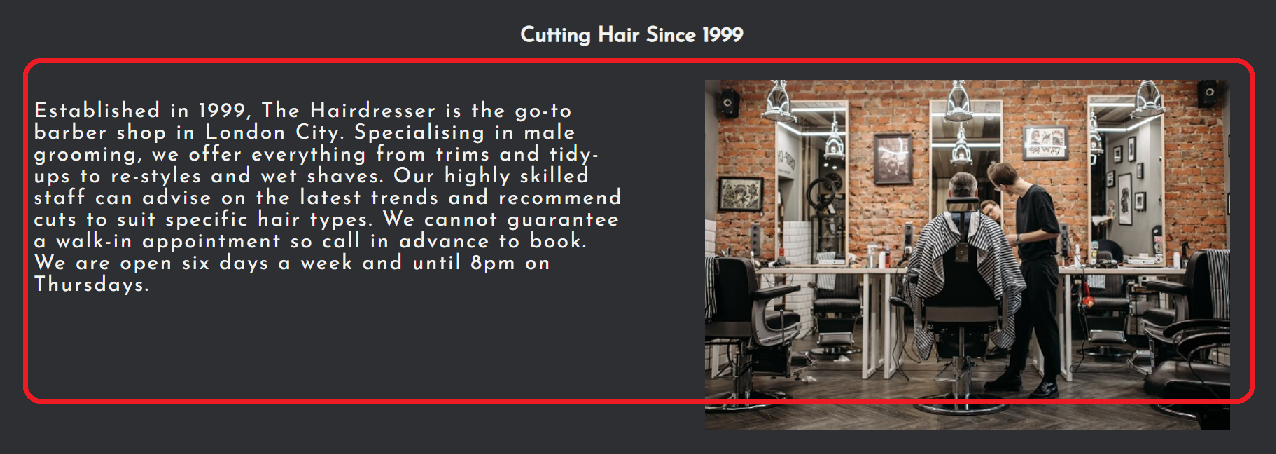 Cutting Hair Since 1999
Established in 1999, The Hairdresser is the go-to
barber shop in London City. Specialising in male
grooming, we offer everything from trims and tidy-
ups to re-styles and wet shaves. Our highly skilled
staff can advise on the latest trends and recommend
cuts to suit specific hair types. We cannot guarantee
a walk-in appointment so call in advance to book.
We are open six days a week and until 8pm on
Thursdays.